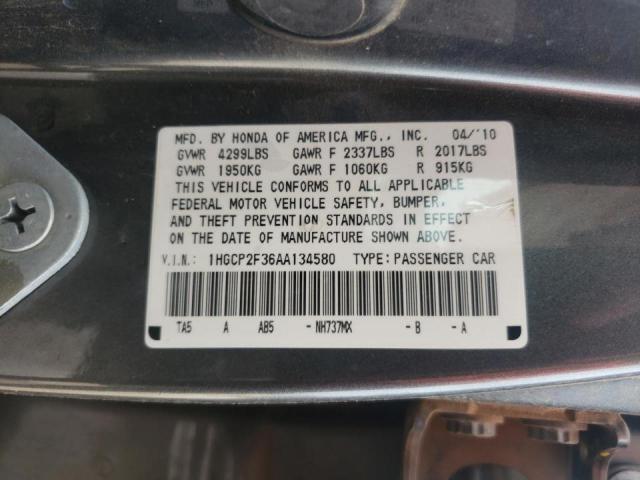 MFD. BY HONDA OF AMERICA MFG., INC. 04/'10
GVWR 4299LBS GAWR F 2337LBS R 2017LBS
GVWR 1950KG GAWR F 1060KG R 915KG
THIS VEHICLE CONFORMS TO ALL APPLICABLE
FEDERAL MOTOR VEHICLE SAFETY, BUMPER,
AND THEFT PREVENTION STANDARDS IN EFFECT
ON THE DATE OF MANUFACTURE SHOWN ABOVE.
V.I.N.: 1HGCP2F36AA134580 TYPE: PASSENGER CAR
TA5 A AB5 -NH737MX -B -A